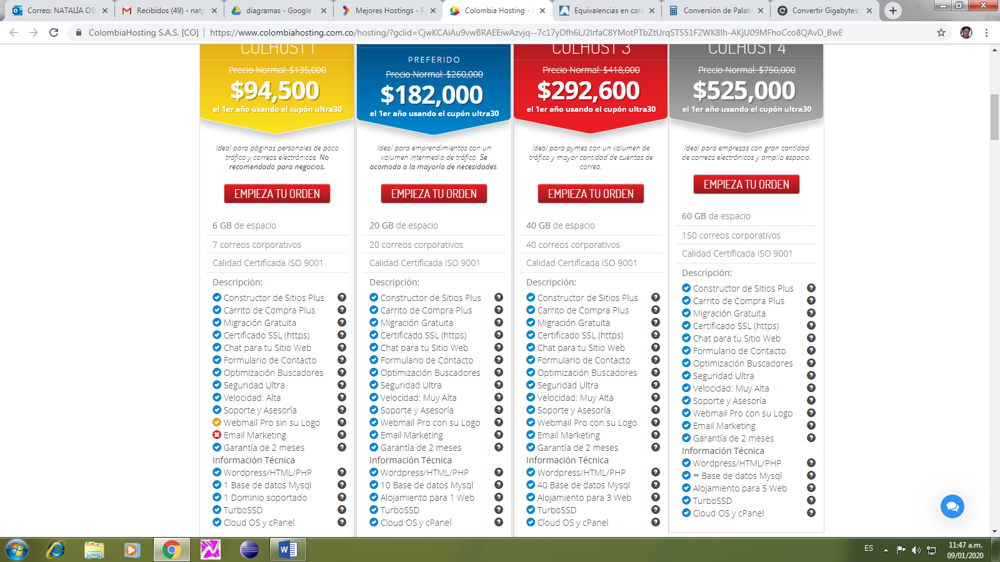 Correo: NATALIA OS
Recibidos (49) - naty
diagramas - Google
Mejores Hostings - R
Colombia Hosting -
Equivalencias en cara
Conversión de Palab
Convertir Gigabytes
ColombiaHosting S.A.S. [CO] | https://www.colombiahosting.com.co/hosting/?gclid=CjwKCAiAu9vwBRAEEiwAzvjq--7c17yDfh6LJ2IrfaC8YMotPTbZtUrqSTS51F2WK8lh-AKjU09MFhoCco8QAvD_BwE
COLHOST 1
Precio Normal: $135,000
$94,500
el 1er año usando el cupón ultra30
Ideal para páginas personales de poco
tráfico y correos electrónicos. No
recomendado para negocios.
EMPIEZA TU ORDEN
6 GB de espacio
7 correos corporativos
Calidad Certificada ISO 9001
Descripción:
Constructor de Sitios Plus
Carrito de Compra Plus
Migración Gratuita
Certificado SSL (https)
Chat para tu Sitio Web
Formulario de Contacto
Optimización Buscadores
Seguridad Ultra
Velocidad: Alta
Soporte y Asesoría
Webmail Pro sin su Logo
Email Marketing
Garantía de 2 meses
Información Técnica
Wordpress/HTML/PHP
1 Base de datos Mysql
1 Dominio soportado
TurboSSD
Cloud OS y cPanel
PREFERIDO
Precio Normal: $260,000
$182,000
el 1er año usando el cupón ultra30
Ideal para emprendimientos con un
volumen intermedio de tráfico. Se
acomoda a la mayoría de necesidades.
EMPIEZA TU ORDEN
20 GB de espacio
20 correos corporativos
Calidad Certificada ISO 9001
Descripción:
Constructor de Sitios Plus
Carrito de Compra Plus
Migración Gratuita
Certificado SSL (https)
Chat para tu Sitio Web
Formulario de Contacto
Optimización Buscadores
Seguridad Ultra
Velocidad: Muy Alta
Soporte y Asesoría
Webmail Pro con su Logo
Email Marketing
Garantía de 2 meses
Información Técnica
Wordpress/HTML/PHP
10 Base de datos Mysql
Alojamiento para 1 Web
TurboSSD
Cloud OS y cPanel
COLHOST 3
Precio Normal: $418,000
$292,600
el 1er año usando el cupón ultra30
Ideal para pymes con un volumen de
tráfico y mayor cantidad de cuentas de
correo.
EMPIEZA TU ORDEN
40 GB de espacio
40 correos corporativos
Calidad Certificada ISO 9001
Descripción:
Constructor de Sitios Plus
Carrito de Compra Plus
Migración Gratuita
Certificado SSL (https)
Chat para tu Sitio Web
Formulario de Contacto
Optimización Buscadores
Seguridad Ultra
Velocidad: Muy Alta
Soporte y Asesoría
Webmail Pro con su Logo
Email Marketing
Garantía de 2 meses
Información Técnica
Wordpress/HTML/PHP
40 Base de datos Mysql
Alojamiento para 3 Web
TurboSSD
Cloud OS y cPanel
COLHOST 4
Precio Normal: $750,000
$525,000
el 1er año usando el cupón ultra30
Ideal para empresas con gran cantidad
de correos electrónicos y amplio espacio.
EMPIEZA TU ORDEN
60 GB de espacio
150 correos corporativos
Calidad Certificada ISO 9001
Descripción:
Constructor de Sitios Plus
Carrito de Compra Plus
Migración Gratuita
Certificado SSL (https)
Chat para tu Sitio Web
Formulario de Contacto
Optimización Buscadores
Seguridad Ultra
Velocidad: Muy Alta
Soporte y Asesoría
Webmail Pro con su Logo
Email Marketing
Garantía de 2 meses
Información Técnica
Wordpress/HTML/PHP
∞ Base de datos Mysql
Alojamiento para 5 Web
TurboSSD
Cloud OS y cPanel
ES
11:47 a.m.
09/01/2020